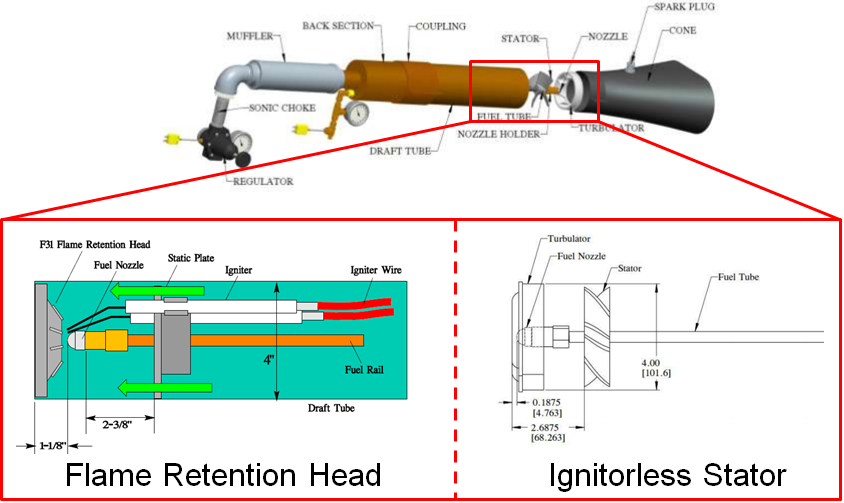 SPARK PLUG
BACK SECTION
COUPLING
CONE
MUFFLER
STATOR
NOZZLE
SONIC CHOKE
FUEL TUBE
NOZZLE HOLDER
TURBULATOR
DRAFT TUBE
REGULATOR
F31 Flame Retention Head
Fuel Nozzle
Static Plate
Igniter
Igniter Wire
4"
Fuel Rail
Draft Tube
2-3/8"
1-1/8"
Flame Retention Head
Turbulator
Fuel Nozzle
Stator
Fuel Tube
4.00
[101.6]
0.1875
[4.763]
2.6875
[68.263]
Ignitorless Stator